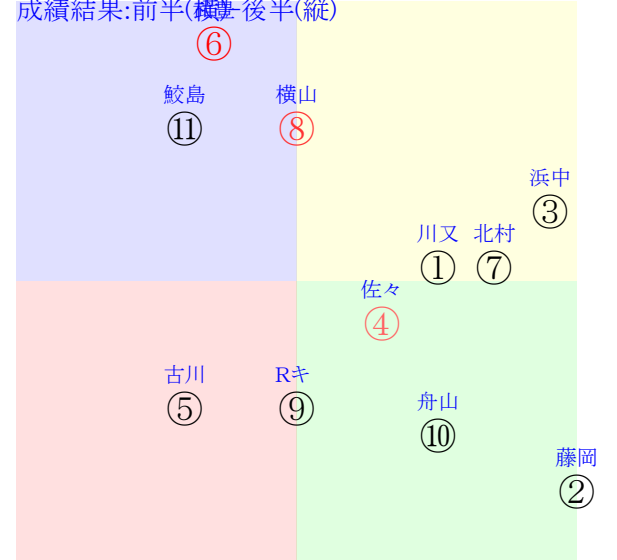 成績結果:前半(横)-後半(縦)
⑥
鮫島 横山
⑪ ⑧
浜中
③
川又 北村
① ⑦
佐々
④
古川 Rキ
⑤ ⑨
舟山
⑩
藤岡
②